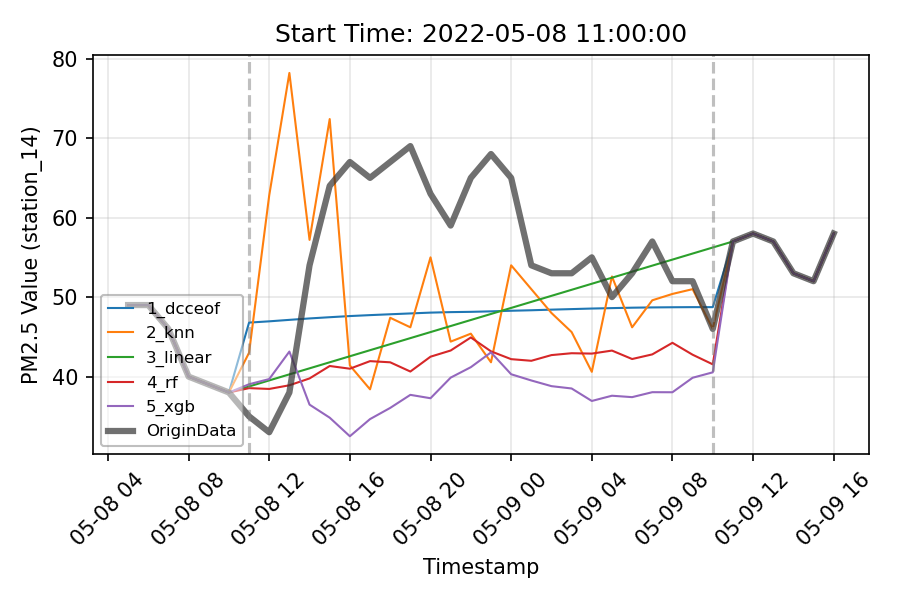 Start Time: 2022-05-08 11:00:00
PM2.5 Value (station_14)
80
70
60
50
40
1_dcceof
2_knn
3_linear
4_rf
5_xgb
OriginData
05-08 04
05-08 08
05-08 12
05-08 16
05-08 20
05-09 00
05-09 04
05-09 08
05-09 12
05-09 16
Timestamp